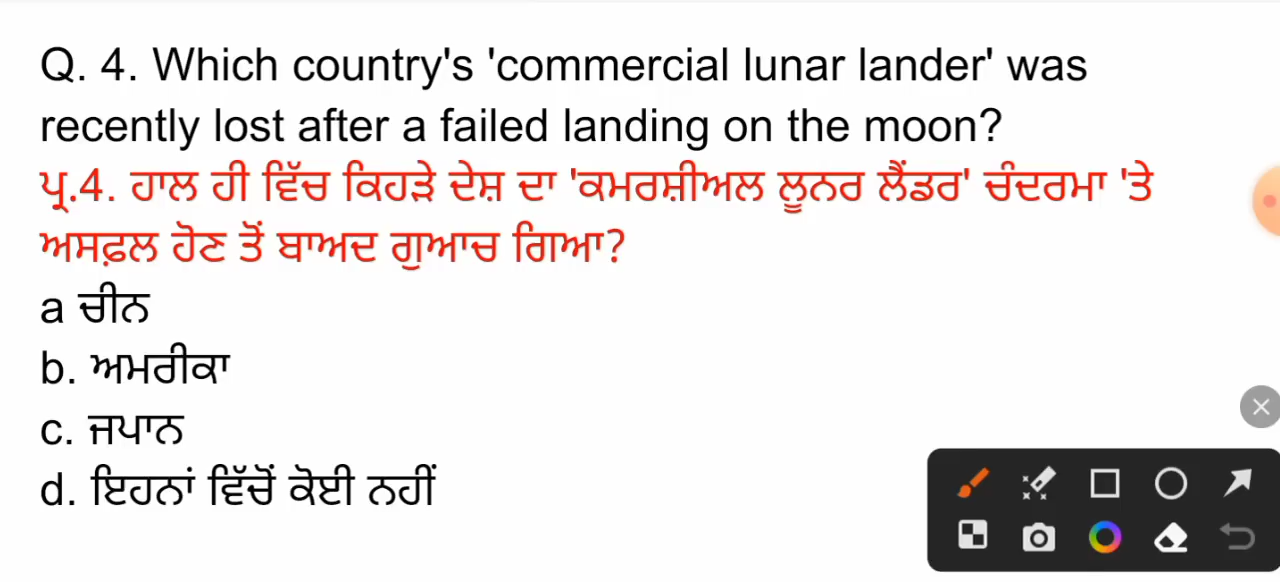 Q. 4. Which country's 'commercial lunar lander' was
recently lost after a failed landing on the moon?
ਪ੍ਰ.4. ਹਾਲ ਹੀ ਵਿੱਚ ਕਿਹੜੇ ਦੇਸ਼ ਦਾ 'ਕਮਰਸ਼ੀਅਲ ਲੂਨਰ ਲੈਂਡਰ' ਚੰਦਰਮਾ 'ਤੇ
ਅਸਫ਼ਲ ਹੋਣ ਤੋਂ ਬਾਅਦ ਗੁਆਚ ਗਿਆ?
a ਚੀਨ
b. ਅਮਰੀਕਾ
c. ਜਪਾਨ
d. ਇਹਨਾਂ ਵਿੱਚੋਂ ਕੋਈ ਨਹੀਂ